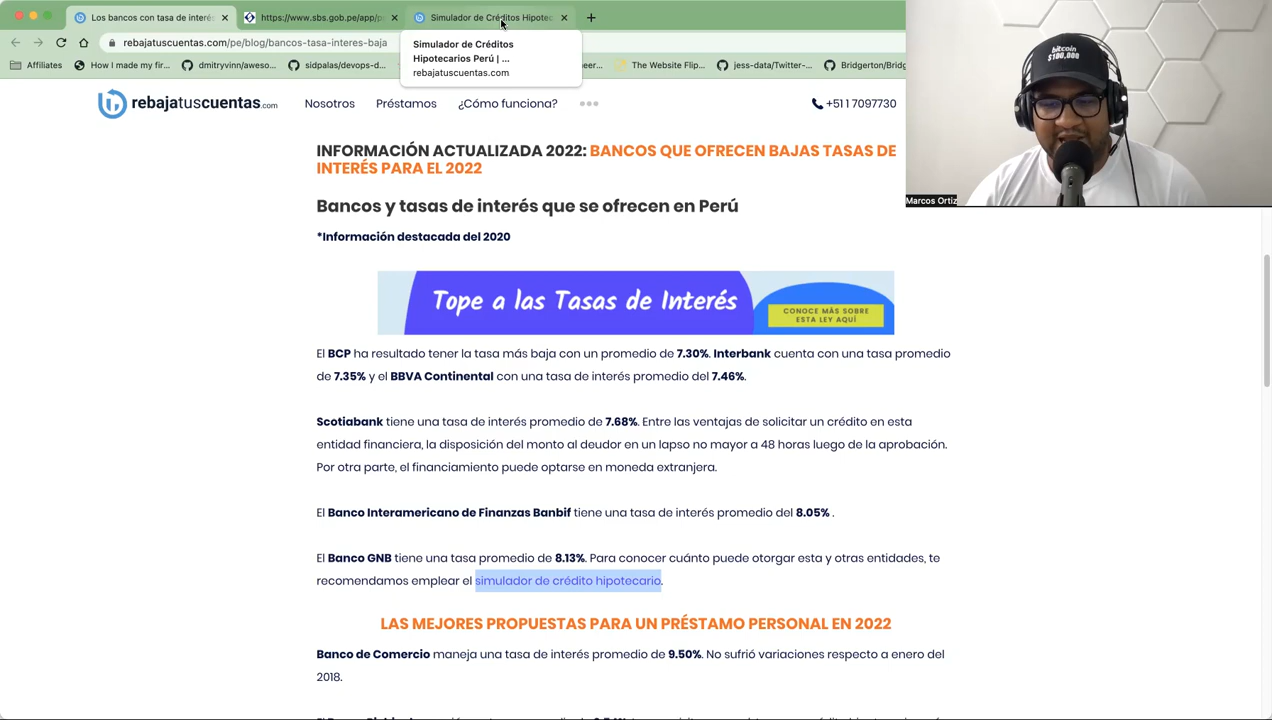 Los bancos con tasa de interés
https://www.sbs.gob.pe/app/p
Simulador de Créditos Hipotec
rebajatuscuentas.com/pe/blog/bancos-tasa-interes-baja
Simulador de Créditos
Hipotecarios Perú | ...
rebajatuscuentas.com
Affiliates
How I made my fir...
dmitryvinn/aweso...
sidpalas/devops-d...
eer...
The Website Flip...
jess-data/Twitter-...
Bridgerton/Bridg
rebajatuscuentas.com
Nosotros
Préstamos
¿Cómo funciona?
+51 1 7097730
bitcoin
$100,000
Marcos Ortiz
INFORMACIÓN ACTUALIZADA 2022: BANCOS QUE OFRECEN BAJAS TASAS DE
INTERÉS PARA EL 2022
Bancos y tasas de interés que se ofrecen en Perú
*Información destacada del 2020
Tope a las Tasas de Interés
CONOCE MÁS SOBRE
ESTA LEY AQUÍ
El BCP ha resultado tener la tasa más baja con un promedio de 7.30%. Interbank cuenta con una tasa promedio
de 7.35% y el BBVA Continental con una tasa de interés promedio del 7.46%.
Scotiabank tiene una tasa de interés promedio de 7.68%. Entre las ventajas de solicitar un crédito en esta
entidad financiera, la disposición del monto al deudor en un lapso no mayor a 48 horas luego de la aprobación.
Por otra parte, el financiamiento puede optarse en moneda extranjera.
El Banco Interamericano de Finanzas Banbif tiene una tasa de interés promedio del 8.05% .
El Banco GNB tiene una tasa promedio de 8.13%. Para conocer cuánto puede otorgar esta y otras entidades, te
recomendamos emplear el simulador de crédito hipotecario.
LAS MEJORES PROPUESTAS PARA UN PRÉSTAMO PERSONAL EN 2022
Banco de Comercio maneja una tasa de interés promedio de 9.50%. No sufrió variaciones respecto a enero del
2018.